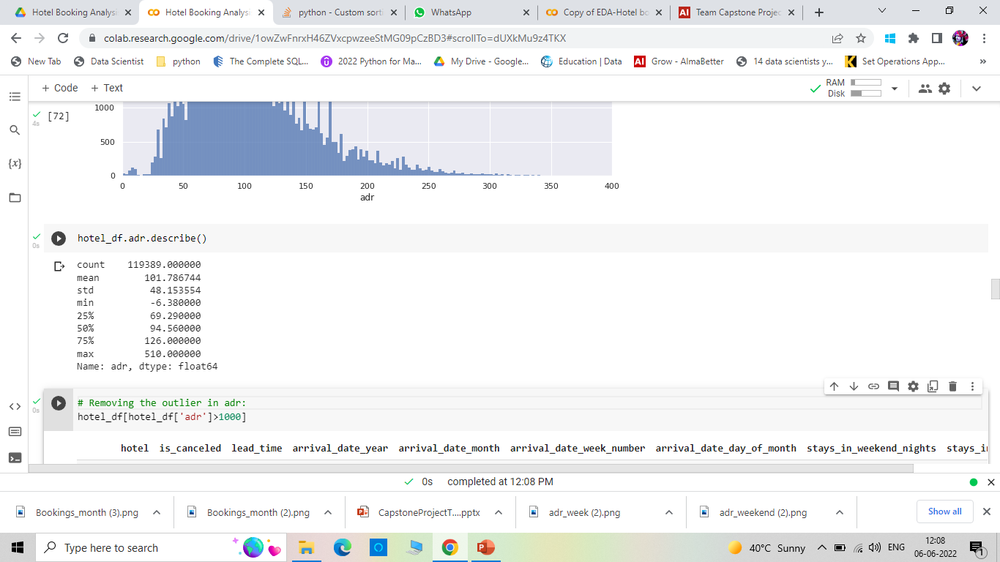 Hotel Booking Analysi
Hotel Booking Analysi
python - Custom sorti
WhatsApp
Copy of EDA-Hotel bo
AI Team Capstone Projec
colab.research.google.com/drive/1owZwFnrxH46ZVxcpwzeeStMG09pCzBD3#scrollTo=dUXkMu9z4TKX
New Tab
Data Scientist
python
The Complete SQL...
2022 Python for Ma...
My Drive - Google...
Education | Data
AI Grow - AlmaBetter
14 data scientists y...
Set Operations App...
»
+ Code + Text
RAM
Disk
4s
[72]
1000
500
0
0 50 100 150 200 250 300 350 400
adr
{x}
0s
hotel_df.adr.describe()
count 119389.000000
mean 101.786744
std 48.153554
min -6.380000
25% 69.290000
50% 94.560000
75% 126.000000
max 510.000000
Name: adr, dtype: float64
0s
# Removing the outlier in adr:
hotel_df[hotel_df['adr']>1000]
hotel is_canceled lead_time arrival_date_year arrival_date_month arrival_date_week_number arrival_date_day_of_month stays_in_weekend_nights stays_i
0s completed at 12:08 PM
Bookings_month (3).png
Bookings_month (2).png
CapstoneProjectT....pptx
adr_week (2).png
adr_weekend (2).png
Show all
Type here to search
40°C Sunny
ENG
12:08
06-06-2022
1